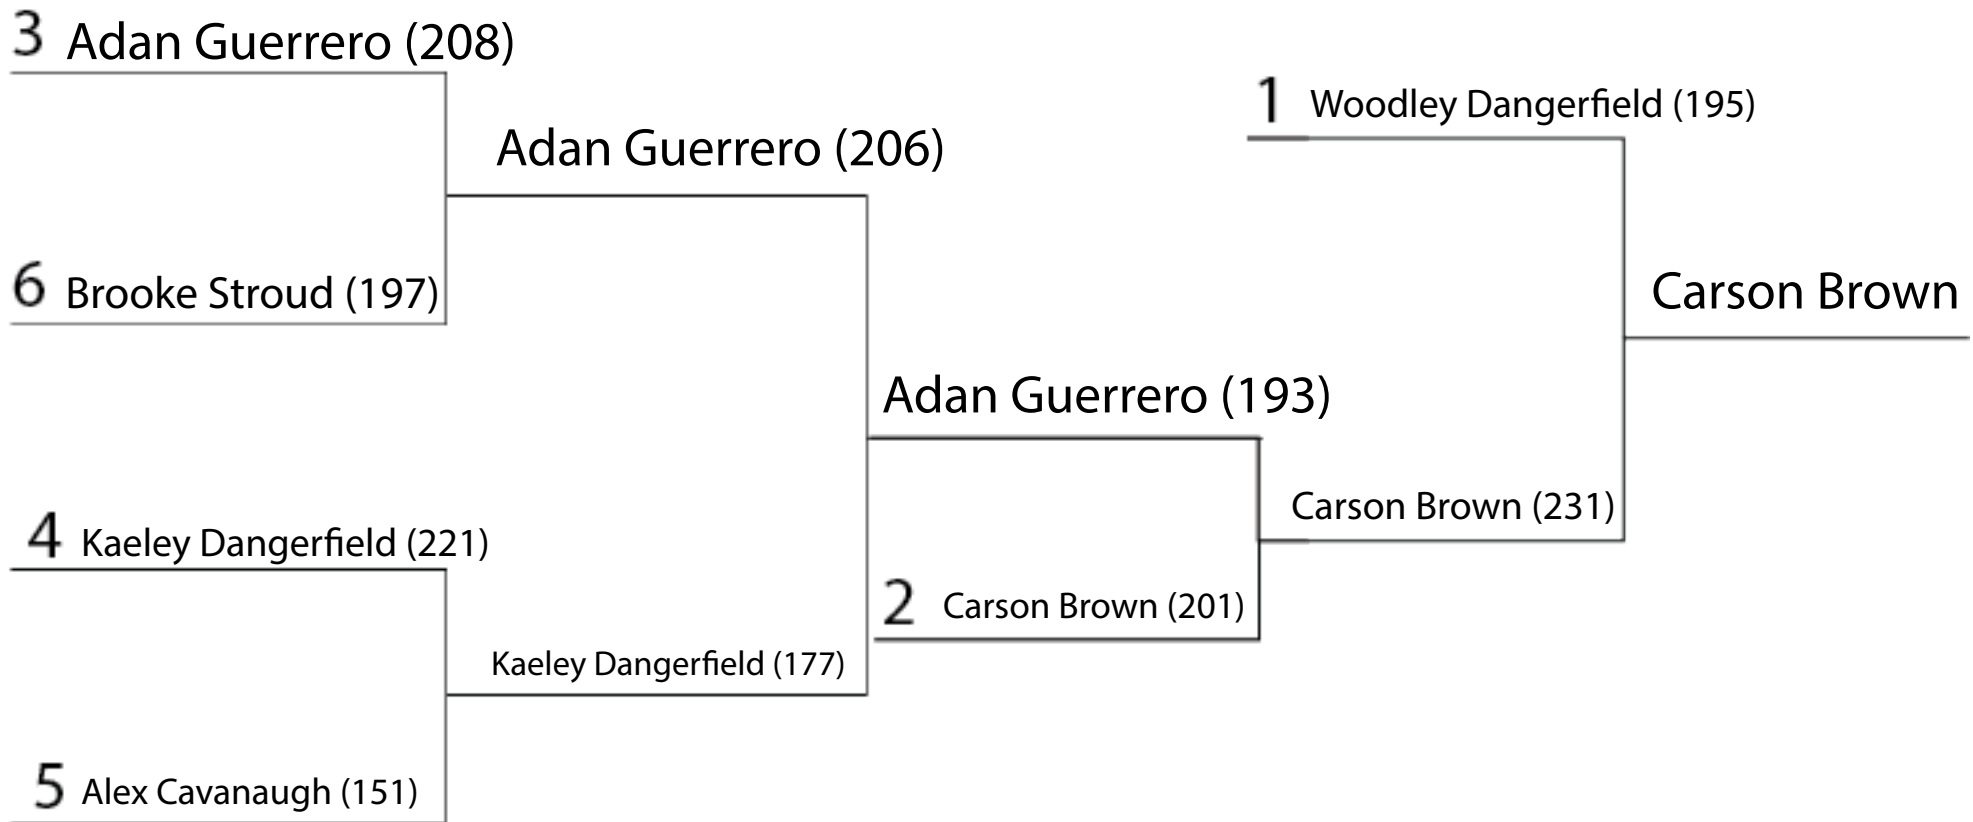 3 Adan Guerrero (208)
1 Woodley Dangerfield (195)
Adan Guerrero (206)
6 Brooke Stroud (197)
Carson Brown
Adan Guerrero (193)
Carson Brown (231)
4 Kaeley Dangerfield (221)
2 Carson Brown (201)
Kaeley Dangerfield (177)
5 Alex Cavanaugh (151)